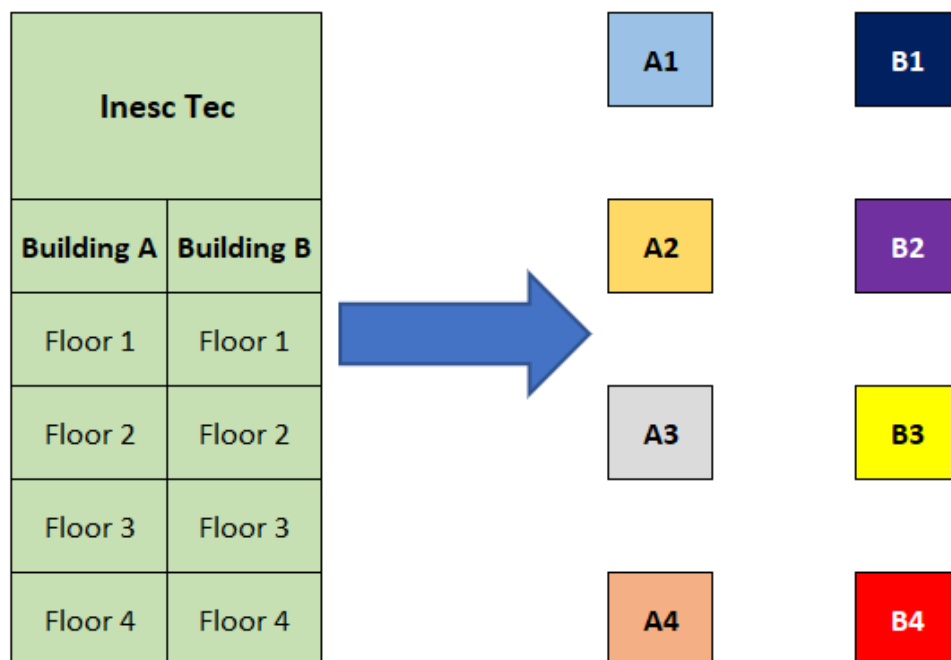 Inesc Tec
Building A Building B
Floor 1 Floor 1
Floor 2 Floor 2
Floor 3 Floor 3
Floor 4 Floor 4
A1 B1
A2 B2
A3 B3
A4 B4